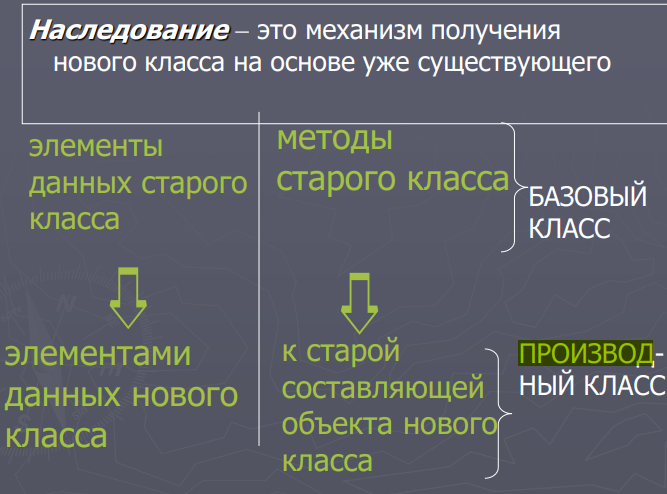 Наследование – это механизм получения
нового класса на основе уже существующего
элементы
данных старого
класса
методы
старого класса
БАЗОВЫЙ
КЛАСС
элементами
данных нового
класса
к старой
составляющей
объекта нового
класса
ПРОИЗВОД-
НЫЙ КЛАСС